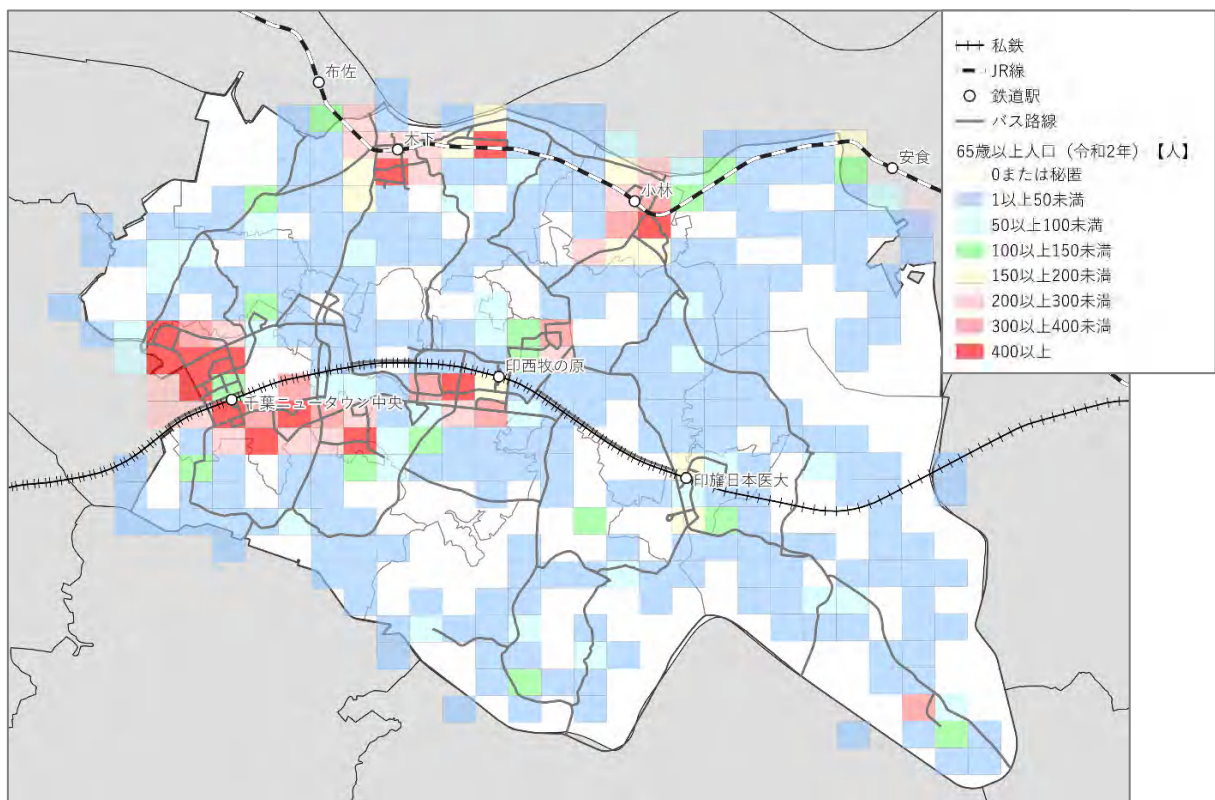 私鉄
JR線
鉄道駅
バス路線
65歳以上人口（令和2年）【人】
0または秘匿
1以上50未満
50以上100未満
100以上150未満
150以上200未満
200以上300未満
300以上400未満
400以上
布佐
木下
安食
小林
印西牧の原
千葉ニュータウン中央
印旛日本医大